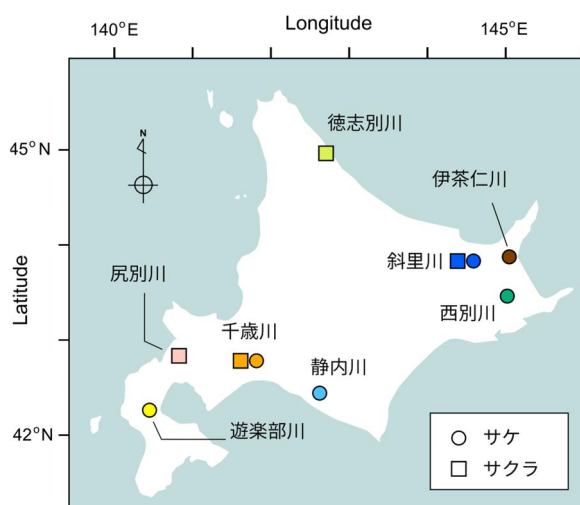 Longitude
140°E
145°E
N
45°N
徳志別川
伊茶仁川
斜里川
尻別川
西別川
Latitude
千歳川
静内川
遊楽部川
42°N
サケ
サクラ